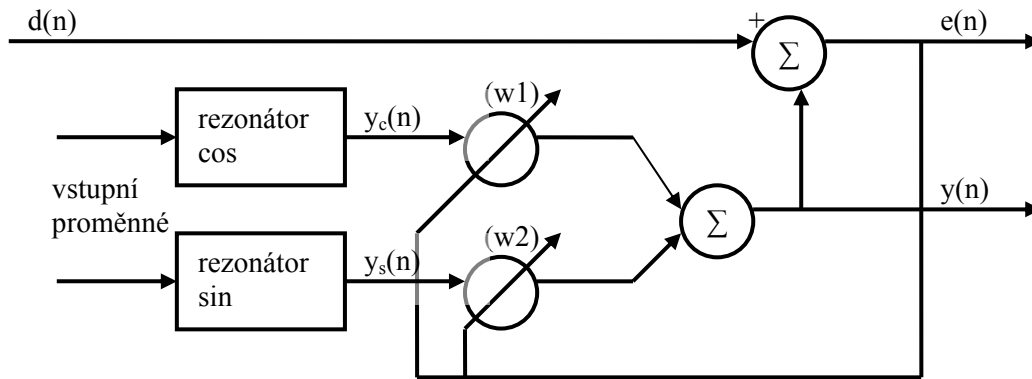 d(n)
+
e(n)
∑
(w1)
rezonátor
cos
y_c(n)
vstupní
proměnné
∑
y(n)
(w2)
rezonátor
sin
y_s(n)